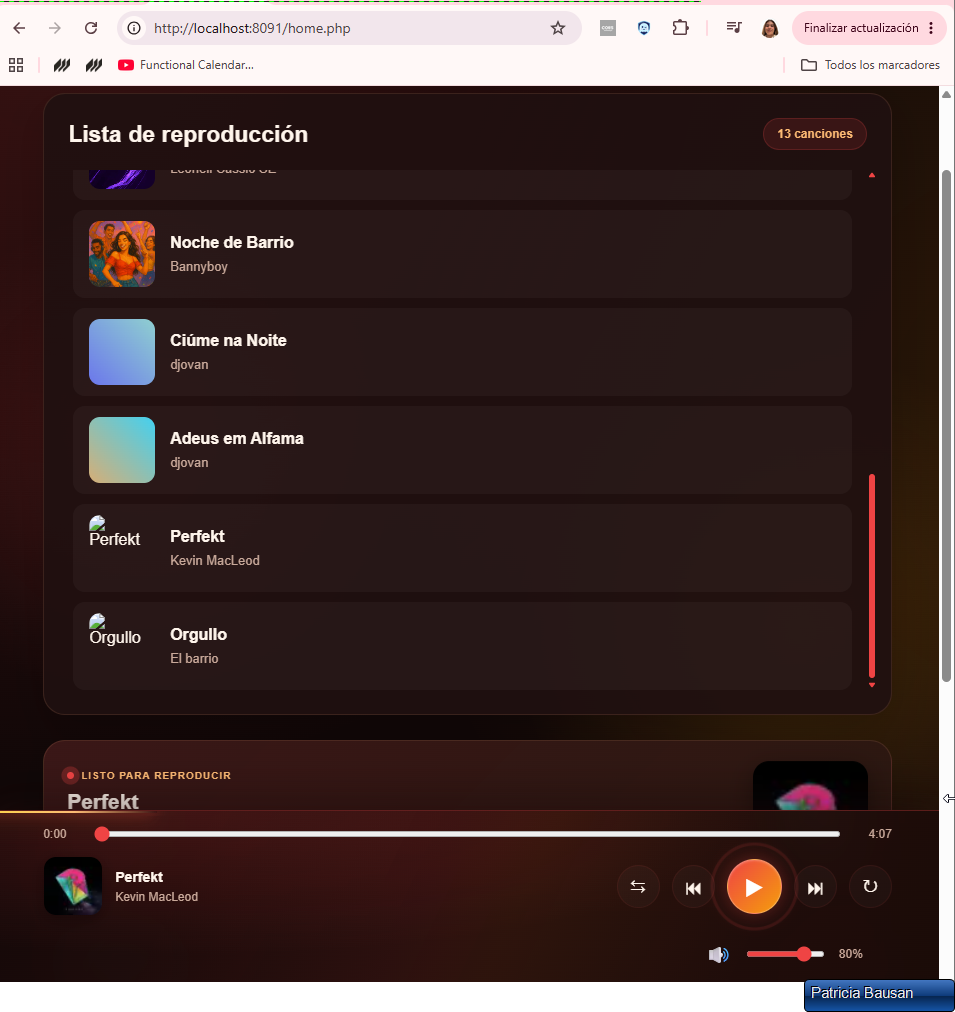 http://localhost:8091/home.php
Finalizar actualización
Functional Calendar...
Todos los marcadores
Lista de reproducción
13 canciones
Noche de Barrio
Bannyboy
Ciúme na Noite
djovan
Adeus em Alfama
djovan
Perfekt
Perfekt
Kevin MacLeod
Orgullo
Orgullo
El barrio
LISTO PARA REPRODUCIR
Perfekt
0:00
4:07
Perfekt
Kevin MacLeod
80%
Patricia Bausan